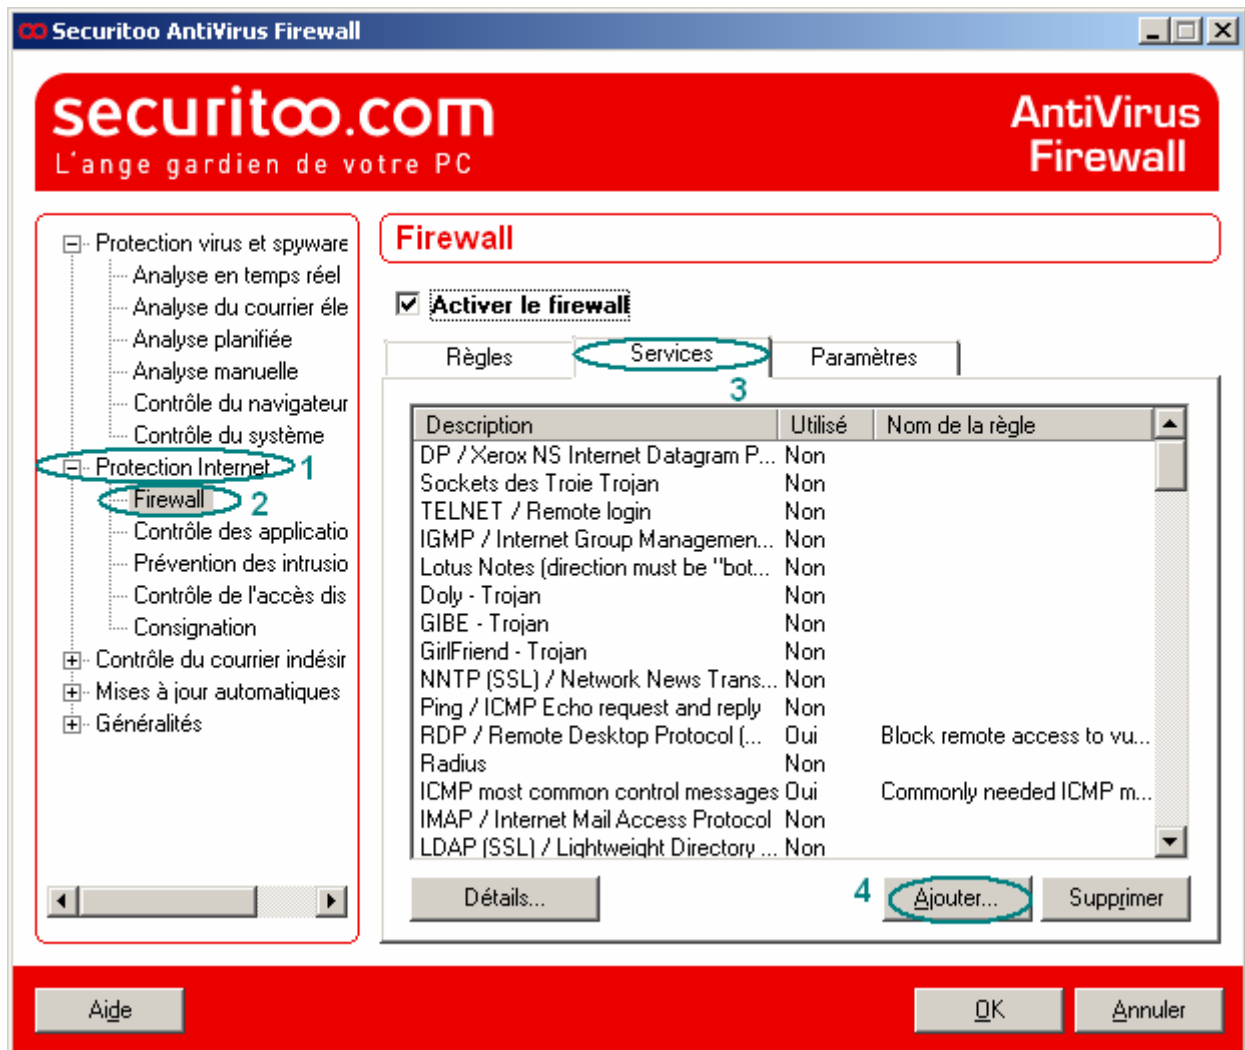 Securitoo AntiVirus Firewall
securitoo.com
L'ange gardien de votre PC
AntiVirus
Firewall
Protection virus et spyware
Analyse en temps réel
Analyse du courrier éle
Analyse planifiée
Analyse manuelle
Contrôle du navigateur
Contrôle du système
Protection Internet 1
Firewall 2
Contrôle des applicatio
Prévention des intrusio
Contrôle de l'accès dis
Consignation
Contrôle du courrier indésir
Mises à jour automatiques
Généralités
Firewall
Activer le firewall
Règles Services Paramètres
3
Description Utilisé Nom de la règle
DP / Xerox NS Internet Datagram P... Non
Sockets des Troie Trojan Non
TELNET / Remote login Non
IGMP / Internet Group Managemen... Non
Lotus Notes (direction must be "bot... Non
Doly - Trojan Non
GIBE - Trojan Non
GirlFriend - Trojan Non
NNTP (SSL) / Network News Trans... Non
Ping / ICMP Echo request and reply Non
RDP / Remote Desktop Protocol (... Oui Block remote access to vu...
Radius Non
ICMP most common control messages Oui Commonly needed ICMP m...
IMAP / Internet Mail Access Protocol Non
LDAP (SSL) / Lightweight Directory ... Non
Détails... 4 Ajouter... Supprimer
Aide OK Annuler